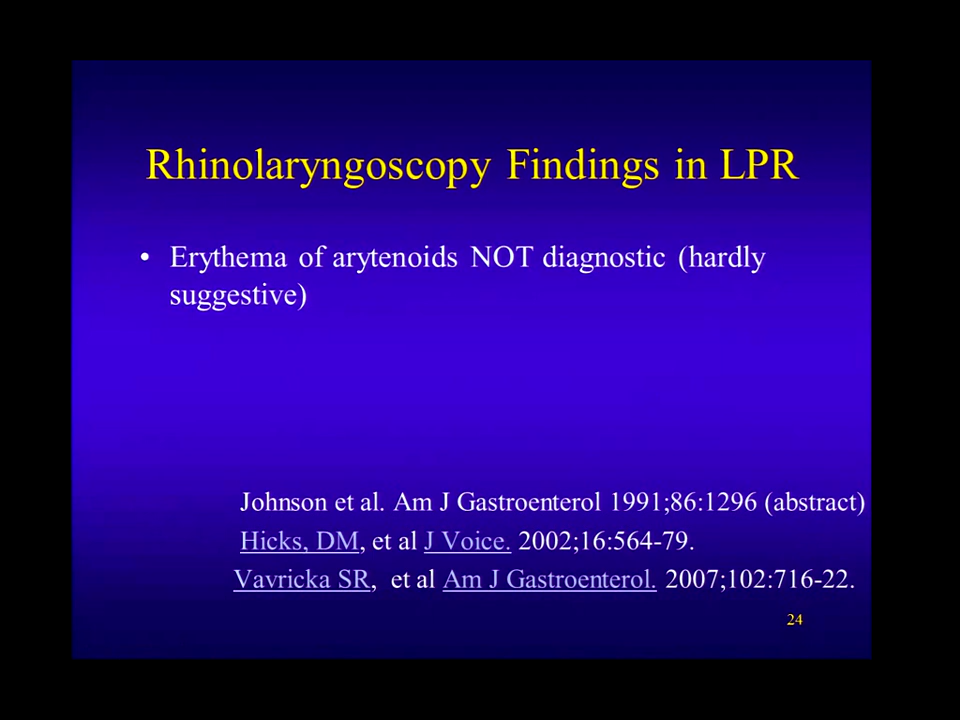 Rhinolaryngoscopy Findings in LPR
• Erythema of arytenoids NOT diagnostic (hardly
suggestive)
Johnson et al. Am J Gastroenterol 1991;86:1296 (abstract)
Hicks, DM, et al J Voice. 2002;16:564-79.
Vavricka SR, et al Am J Gastroenterol. 2007;102:716-22.
24